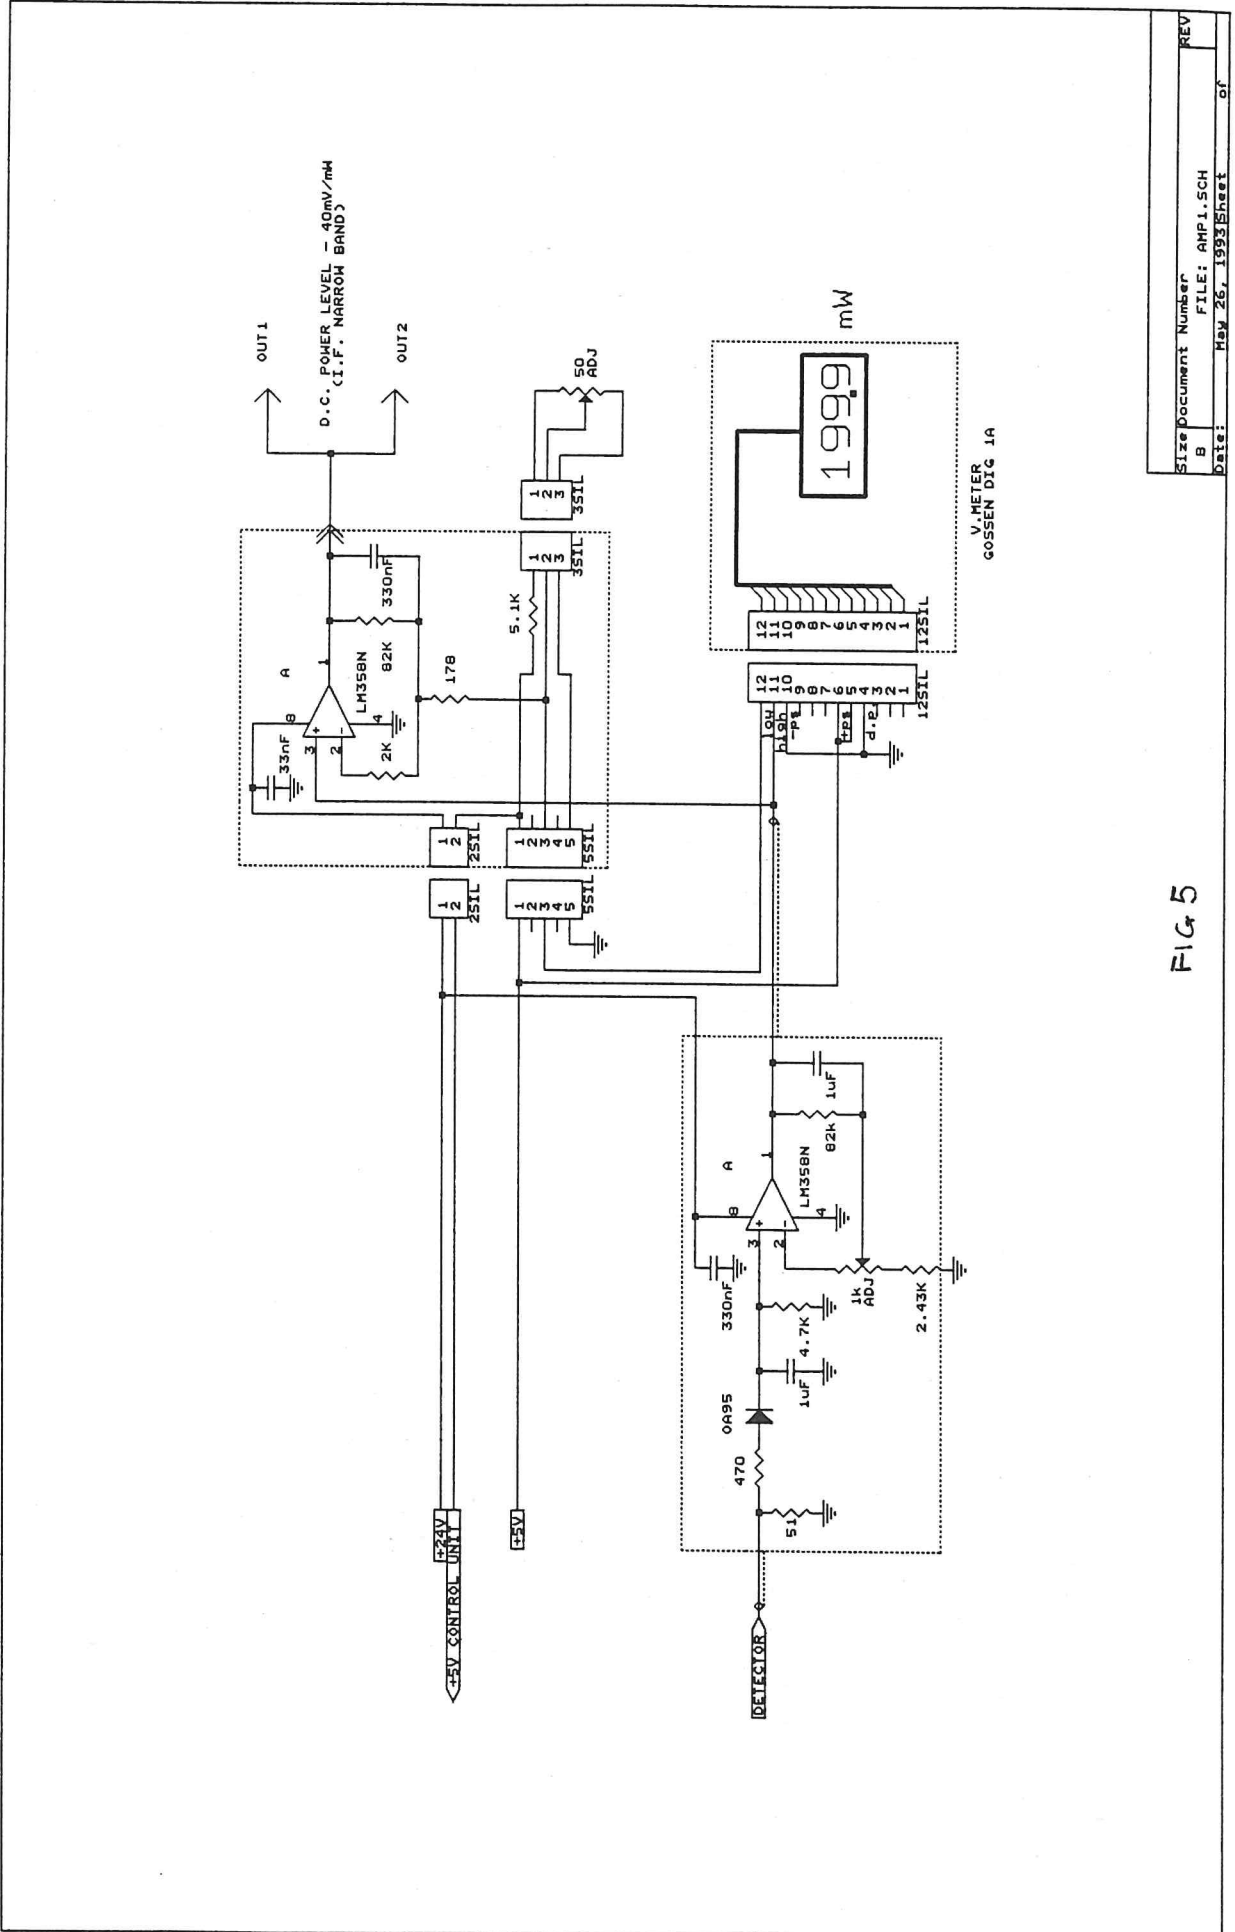 OUT1
D.C. POWER LEVEL - 40mV/mW
(I.F. NARROW BAND)
OUT2
A
8
3
2
1
4
LM358N
33nF
2K
82K
330nF
178
5.1K
1
2
3
3SIL
1
2
3
3SIL
50
ADJ
+24V
+5V CONTROL UNIT
+5V
1
2
2SIL
1
2
2SIL
1
2
3
4
5
5SIL
1
2
3
4
5
5SIL
DETECTOR
51
470
OA95
1uF
4.7K
330nF
A
8
3
2
1
4
LM358N
1k
ADJ
2.43K
82k
1uF
low
high
-ps
+ps
d.p.
12
11
10
9
8
7
6
5
4
3
2
1
12SIL
12
11
10
9
8
7
6
5
4
3
2
1
12SIL
199.9
mW
V.METER
GOSSEN DIG 1A
FIG 5
Size Document Number REV
B FILE: AMP1.SCH
Date: May 26, 1993 Sheet of